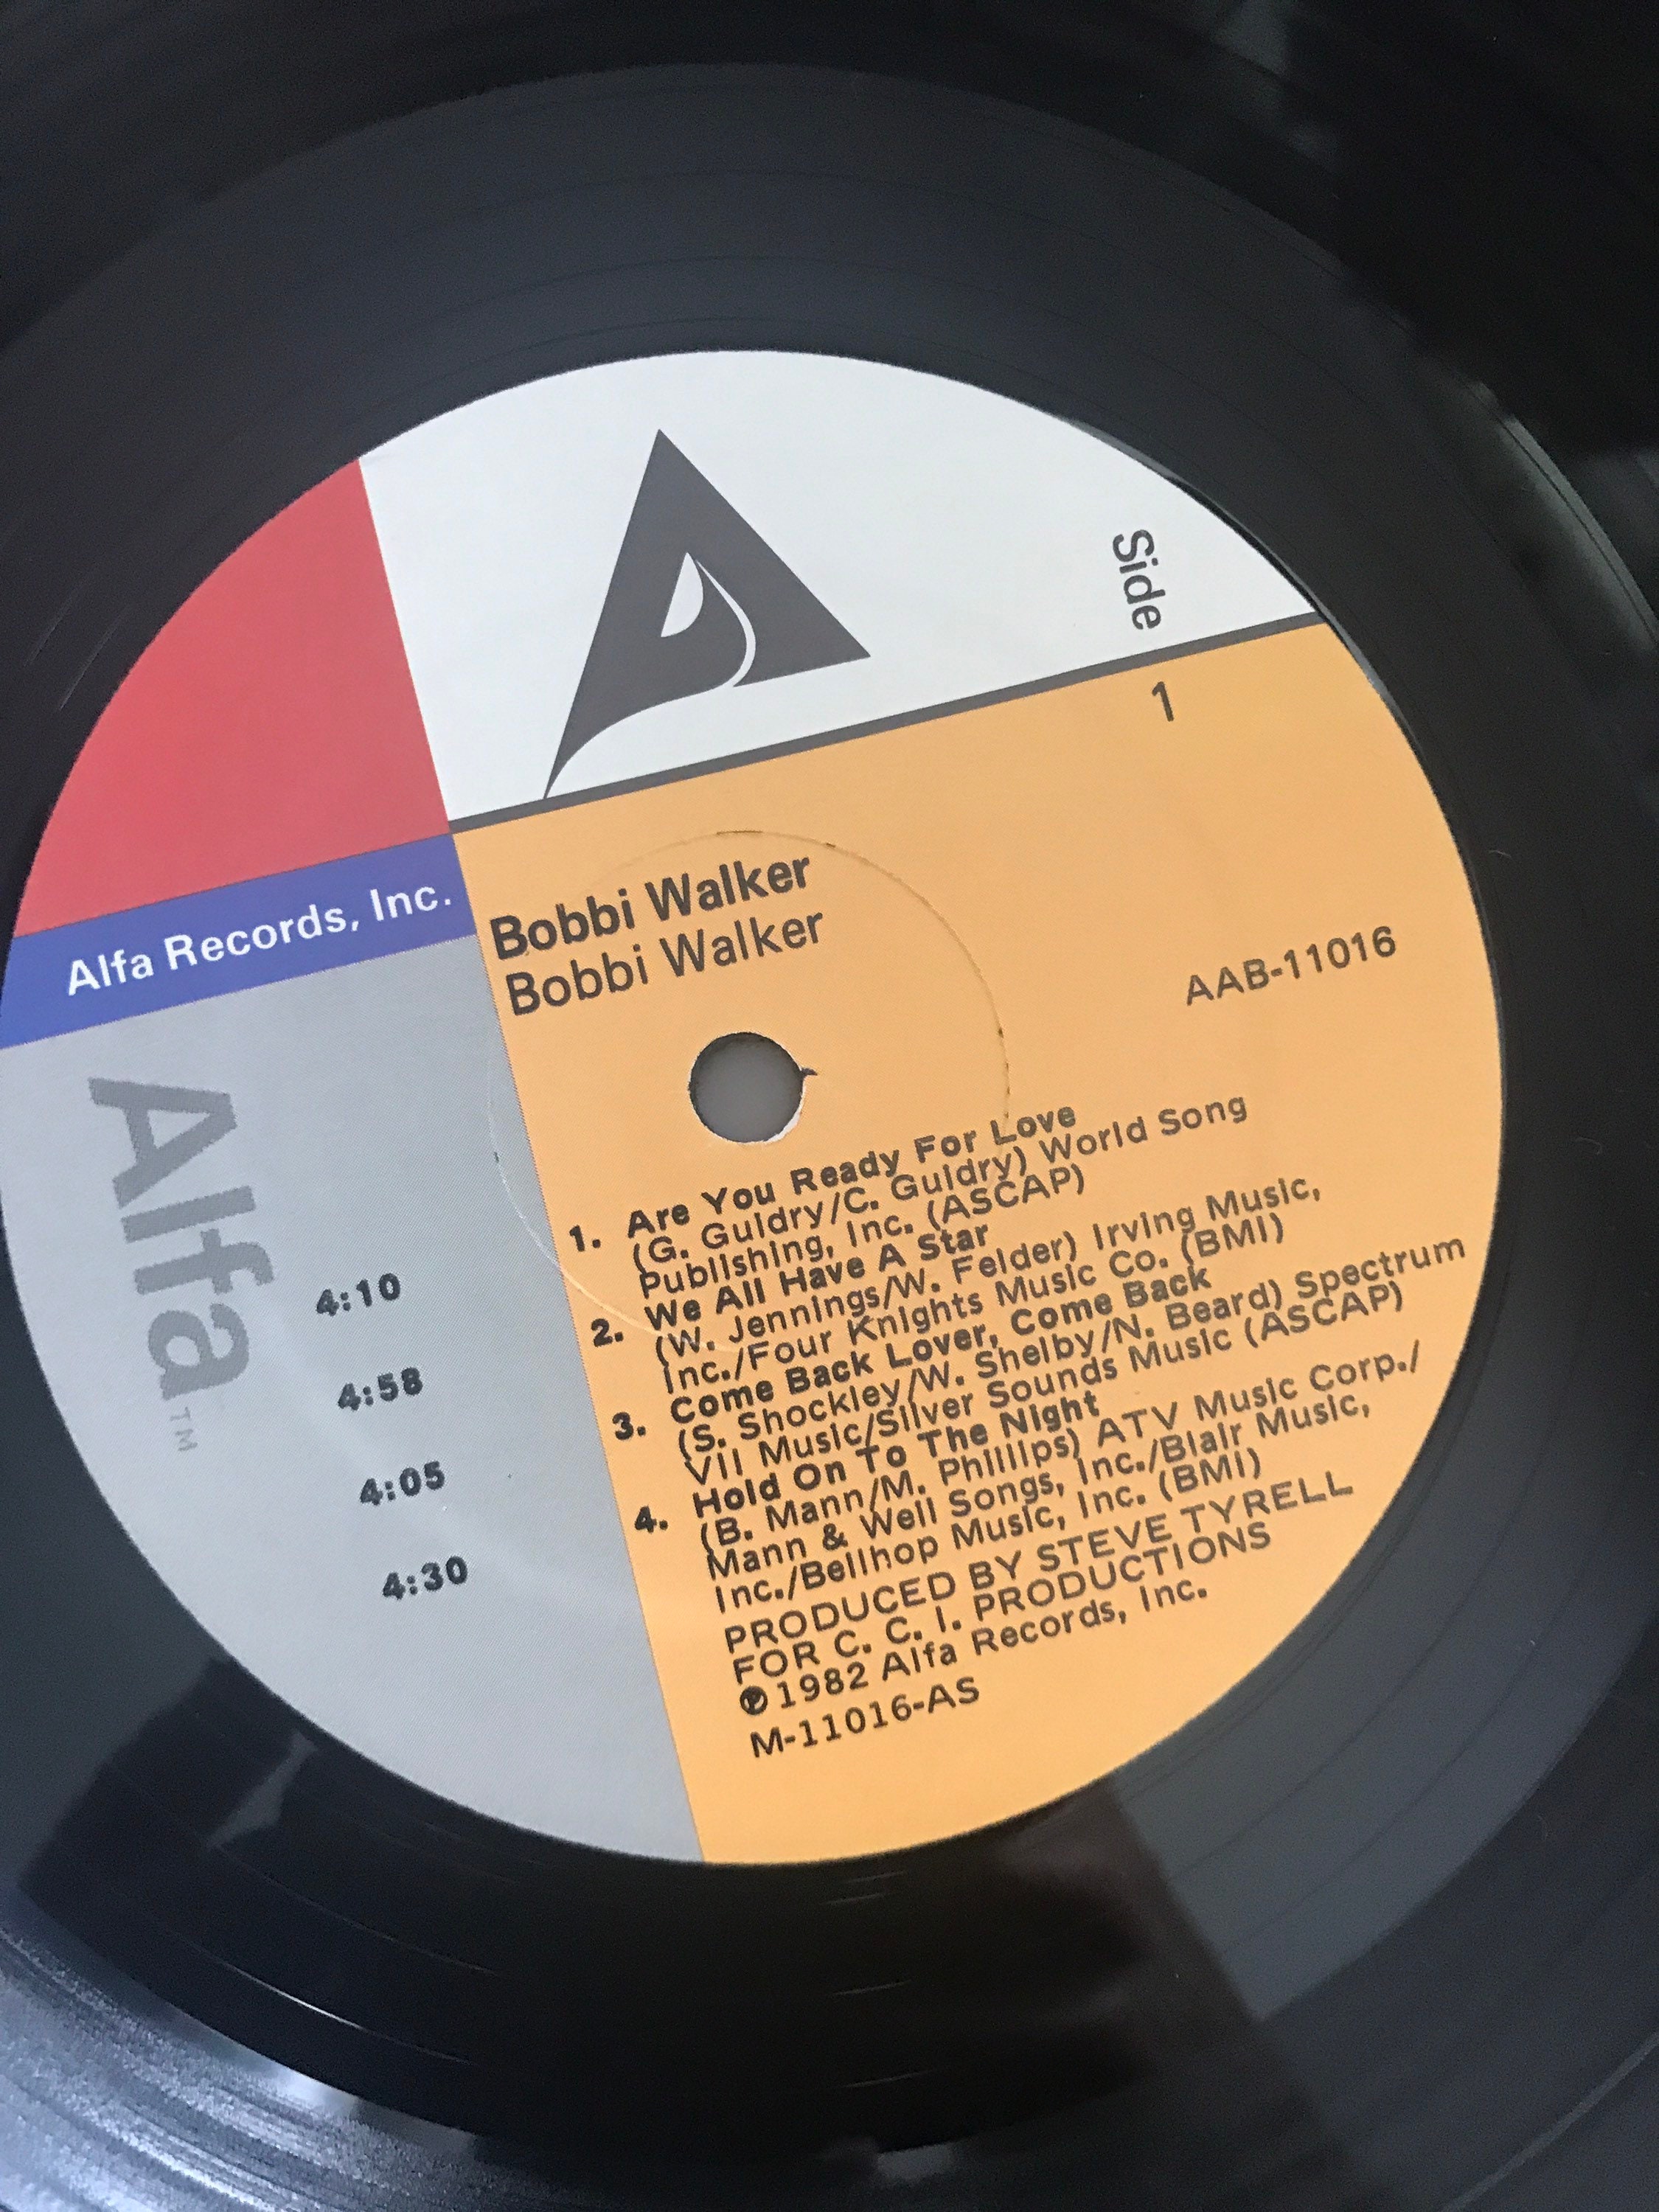 Side
1
Alfa Records, Inc.
Bobbi Walker
Bobbi Walker
AAB-11016
Alfa™
4:10
4:58
4:05
4:30
1. Are You Ready For Love
(G. Guldry/C. Guldry) World Song
Publishing, Inc. (ASCAP)
2. We All Have A Star
(W. Jennings/W. Felder) Irving Music,
Inc./Four Knights Music Co. (BMI)
3. Come Back Lover, Come Back
(S. Shockley/W. Shelby/N. Beard) Spectrum
VII Music/Silver Sounds Music (ASCAP)
4. Hold On To The Night
(B. Mann/M. Phillips) ATV Music Corp./
Mann & Weil Songs, Inc./Blair Music,
Inc./Bellhop Music, Inc. (BMI)
PRODUCED BY STEVE TYRELL
FOR C. C. I. PRODUCTIONS
℗1982 Alfa Records, Inc.
M-11016-AS